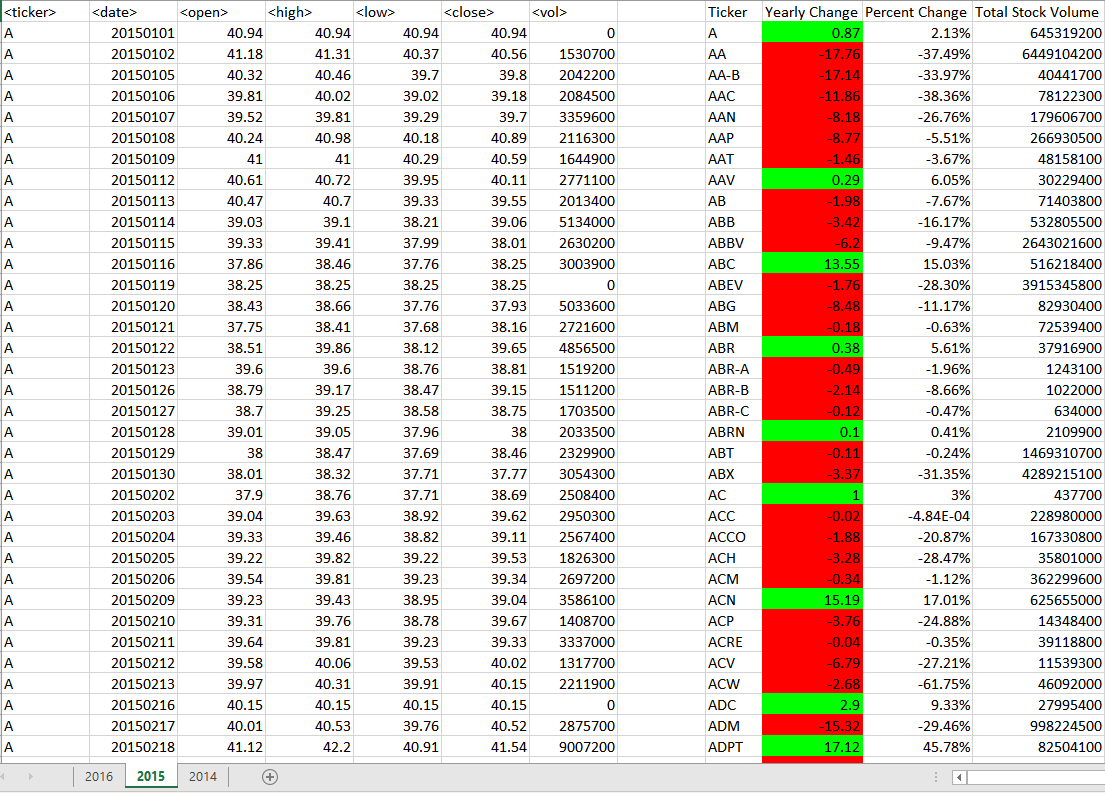 <ticker> <date> <open> <high> <low> <close> <vol> Ticker Yearly Change Percent Change Total Stock Volume
A 20150101 40.94 40.94 40.94 40.94 0 A 0.87 2.13% 645319200
A 20150102 41.18 41.31 40.37 40.56 1530700 AA -17.76 -37.49% 6449104200
A 20150105 40.32 40.46 39.7 39.8 2042200 AA-B -17.14 -33.97% 40441700
A 20150106 39.81 40.02 39.02 39.18 2084500 AAC -11.86 -38.36% 78122300
A 20150107 39.52 39.81 39.29 39.7 3359600 AAN -8.18 -26.76% 179606700
A 20150108 40.24 40.98 40.18 40.89 2116300 AAP -8.77 -5.51% 266930500
A 20150109 41 41 40.29 40.59 1644900 AAT -1.46 -3.67% 48158100
A 20150112 40.61 40.72 39.95 40.11 2771100 AAV 0.29 6.05% 30229400
A 20150113 40.47 40.7 39.33 39.55 2013400 AB -1.98 -7.67% 71403800
A 20150114 39.03 39.1 38.21 39.06 5134000 ABB -3.42 -16.17% 532805500
A 20150115 39.33 39.41 37.99 38.01 2630200 ABBV -6.2 -9.47% 2643021600
A 20150116 37.86 38.46 37.76 38.25 3003900 ABC 13.55 15.03% 516218400
A 20150119 38.25 38.25 38.25 38.25 0 ABEV -1.76 -28.30% 3915345800
A 20150120 38.43 38.66 37.76 37.93 5033600 ABG -8.48 -11.17% 82930400
A 20150121 37.75 38.41 37.68 38.16 2721600 ABM -0.18 -0.63% 72539400
A 20150122 38.51 39.86 38.12 39.65 4856500 ABR 0.38 5.61% 37916900
A 20150123 39.6 39.6 38.76 38.81 1519200 ABR-A -0.49 -1.96% 1243100
A 20150126 38.79 39.17 38.47 39.15 1511200 ABR-B -2.14 -8.66% 1022000
A 20150127 38.7 39.25 38.58 38.75 1703500 ABR-C -0.12 -0.47% 634000
A 20150128 39.01 39.05 37.96 38 2033500 ABRN 0.1 0.41% 2109900
A 20150129 38 38.47 37.69 38.46 2329900 ABT -0.11 -0.24% 1469310700
A 20150130 38.01 38.32 37.71 37.77 3054300 ABX -3.37 -31.35% 4289215100
A 20150202 37.9 38.76 37.71 38.69 2508400 AC 1 3% 437700
A 20150203 39.04 39.63 38.92 39.62 2950300 ACC -0.02 -4.84E-04 228980000
A 20150204 39.33 39.46 38.82 39.11 2567400 ACCO -1.88 -20.87% 167330800
A 20150205 39.22 39.82 39.22 39.53 1826300 ACH -3.28 -28.47% 35801000
A 20150206 39.54 39.81 39.23 39.34 2697200 ACM -0.34 -1.12% 362299600
A 20150209 39.23 39.43 38.95 39.04 3586100 ACN 15.19 17.01% 625655000
A 20150210 39.31 39.76 38.78 39.67 1408700 ACP -3.76 -24.88% 14348400
A 20150211 39.64 39.81 39.23 39.33 3337000 ACRE -0.04 -0.35% 39118800
A 20150212 39.58 40.06 39.53 40.02 1317700 ACV -6.79 -27.21% 11539300
A 20150213 39.97 40.31 39.91 40.15 2211900 ACW -2.68 -61.75% 46092000
A 20150216 40.15 40.15 40.15 40.15 0 ADC 2.9 9.33% 27995400
A 20150217 40.01 40.53 39.76 40.52 2875700 ADM -15.32 -29.46% 998224500
A 20150218 41.12 42.2 40.91 41.54 9007200 ADPT 17.12 45.78% 82504100
2016 2015 2014